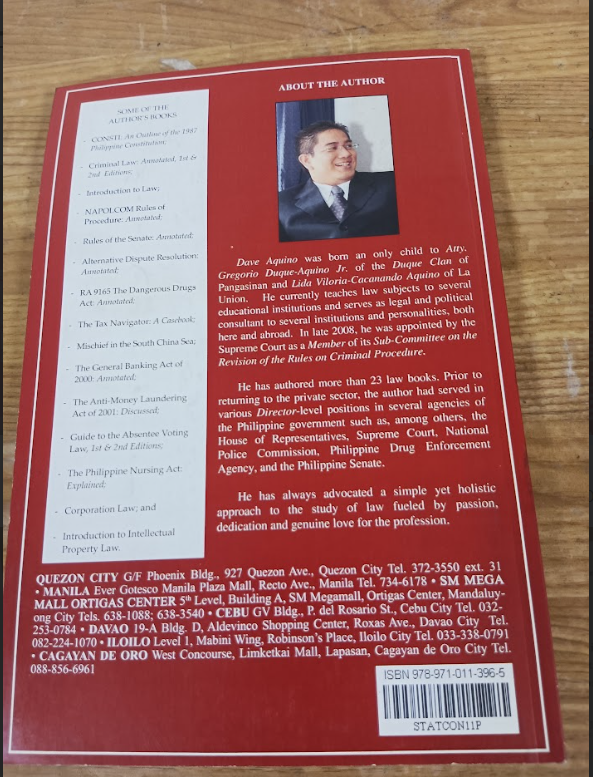 SOME OF THE
AUTHOR'S BOOKS
- CONSTI: An Outline of the 1987
Philippine Constitution;
- Criminal Law: Annotated, 1st &
2nd Editions;
- Introduction to Law;
- NAPOLCOM Rules of
Procedure: Annotated;
- Rules of the Senate: Annotated;
- Alternative Dispute Resolution:
Annotated;
- RA 9165 The Dangerous Drugs
Act: Annotated;
- The Tax Navigator: A Casebook;
- Mischief in the South China Sea;
- The General Banking Act of
2000: Annotated;
- The Anti-Money Laundering
Act of 2001: Discussed;
- Guide to the Absentee Voting
Law, 1st & 2nd Editions;
- The Philippine Nursing Act:
Explained;
- Corporation Law; and
- Introduction to Intellectual
Property Law.
ABOUT THE AUTHOR
Dave Aquino was born an only child to Atty.
Gregorio Duque-Aquino Jr. of the Duque Clan of
Pangasinan and Lida Viloria-Cacanando Aquino of La
Union. He currently teaches law subjects to several
educational institutions and serves as legal and political
consultant to several institutions and personalities, both
here and abroad. In late 2008, he was appointed by the
Supreme Court as a Member of its Sub-Committee on the
Revision of the Rules on Criminal Procedure.
He has authored more than 23 law books. Prior to
returning to the private sector, the author had served in
various Director-level positions in several agencies of
the Philippine government such as, among others, the
House of Representatives, Supreme Court, National
Police Commission, Philippine Drug Enforcement
Agency, and the Philippine Senate.
He has always advocated a simple yet holistic
approach to the study of law fueled by passion,
dedication and genuine love for the profession.
QUEZON CITY G/F Phoenix Bldg., 927 Quezon Ave., Quezon City Tel. 372-3550 ext. 31
• MANILA Ever Gotesco Manila Plaza Mall, Recto Ave., Manila Tel. 734-6178 • SM MEGA
MALL ORTIGAS CENTER 5th Level, Building A, SM Megamall, Ortigas Center, Mandaluy-
ong City Tels. 638-1088; 638-3540 • CEBU GV Bldg., P. del Rosario St., Cebu City Tel. 032-
253-0784 • DAVAO 19-A Bldg. D, Aldevinco Shopping Center, Roxas Ave., Davao City Tel.
082-224-1070 • ILOILO Level 1, Mabini Wing, Robinson's Place, Iloilo City Tel. 033-338-0791
• CAGAYAN DE ORO West Concourse, Limketkai Mall, Lapasan, Cagayan de Oro City Tel.
088-856-6961
ISBN 978-971-011-396-5
STATCON11P